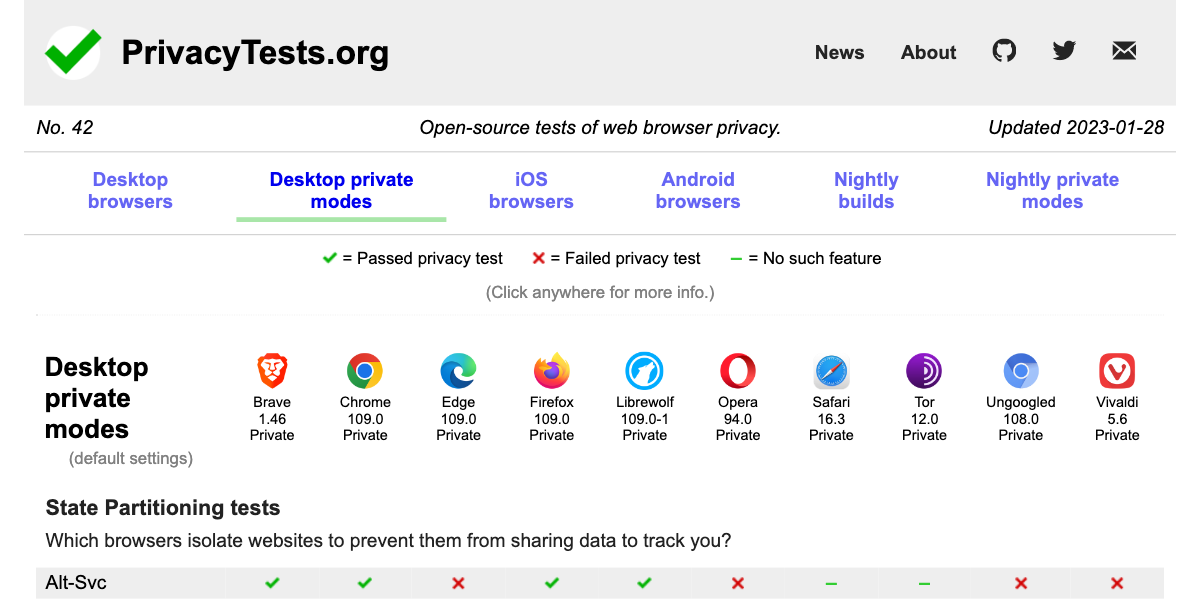 PrivacyTests.org
News About
No. 42 Open-source tests of web browser privacy. Updated 2023-01-28
Desktop browsers Desktop private modes iOS browsers Android browsers Nightly builds Nightly private modes
= Passed privacy test = Failed privacy test = No such feature
(Click anywhere for more info.)
Desktop
private
modes
(default settings)
Brave Chrome Edge Firefox Librewolf Opera Safari Tor Ungoogled Vivaldi
1.46 109.0 109.0 109.0 109.0-1 94.0 16.3 12.0 108.0 5.6
Private Private Private Private Private Private Private Private Private Private
State Partitioning tests
Which browsers isolate websites to prevent them from sharing data to track you?
Alt-Svc